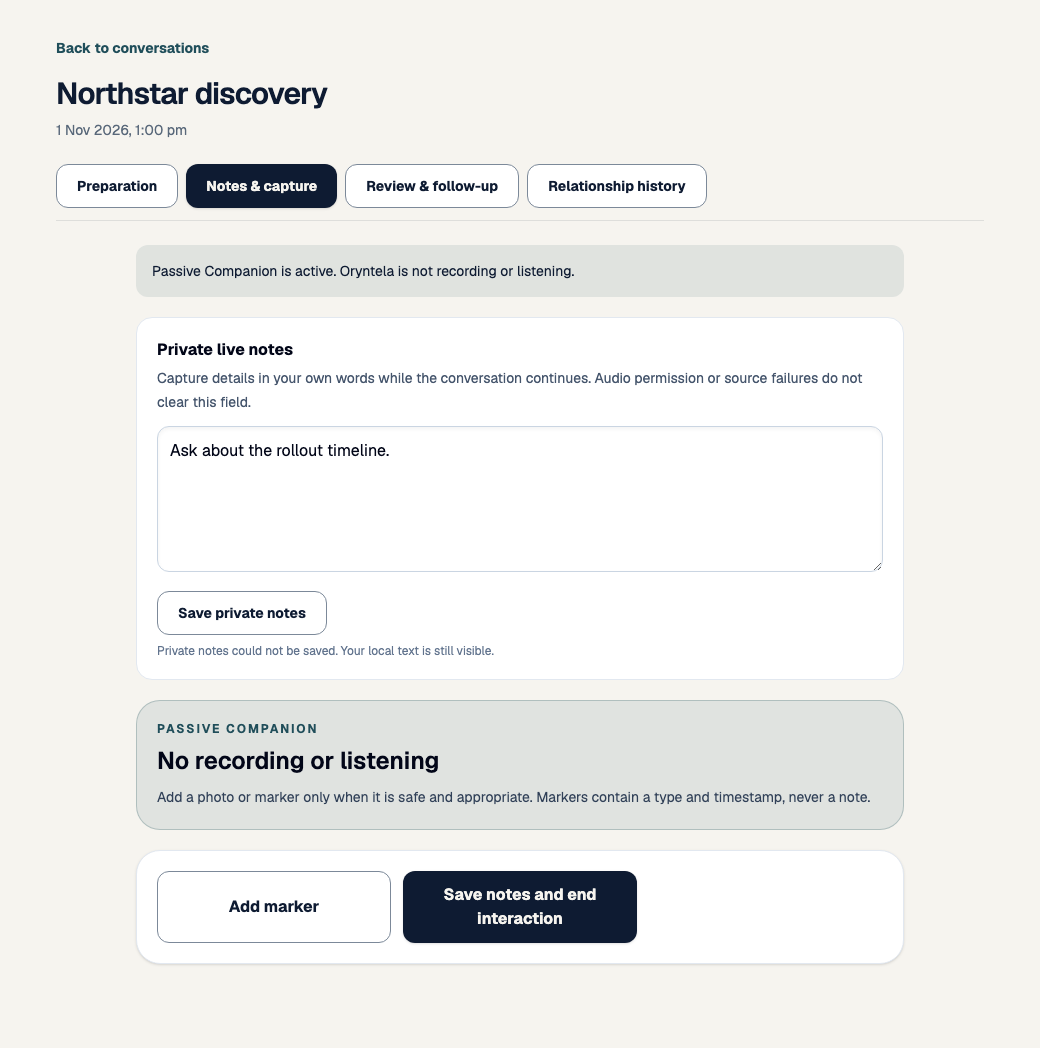 Back to conversations
Northstar discovery
1 Nov 2026, 1:00 pm
Preparation
Notes & capture
Review & follow-up
Relationship history
Passive Companion is active. Oryntela is not recording or listening.
Private live notes
Capture details in your own words while the conversation continues. Audio permission or source failures do not
clear this field.
Ask about the rollout timeline.
Save private notes
Private notes could not be saved. Your local text is still visible.
PASSIVE COMPANION
No recording or listening
Add a photo or marker only when it is safe and appropriate. Markers contain a type and timestamp, never a note.
Add marker
Save notes and end
interaction